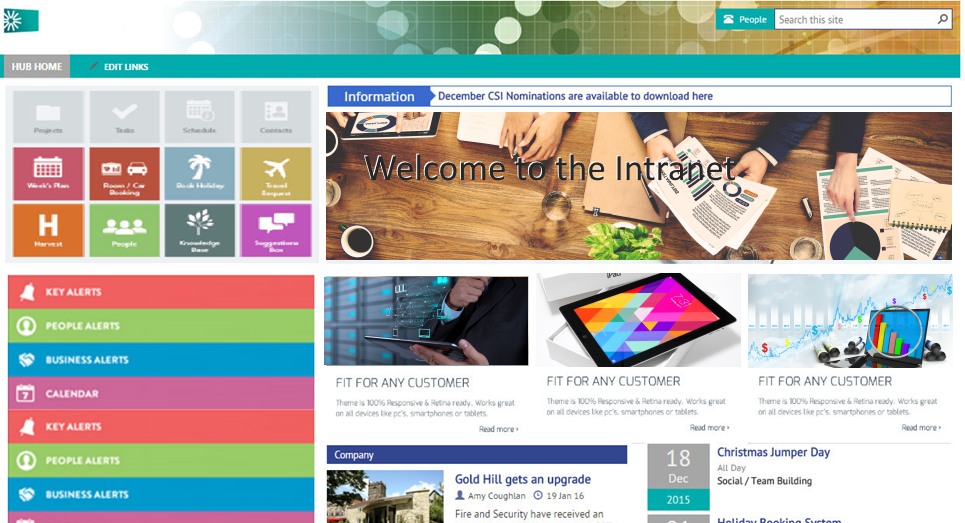 People
Search this site
HUB HOME
EDIT LINKS
Information
December CSI Nominations are available to download here
Projects
Tasks
Schedule
Contacts
Week's Plan
Room / Car
Booking
Book Holiday
Travel
Request
Harvest
People
Knowledge
Base
Suggestions
Box
Welcome to the Intranet
KEY ALERTS
PEOPLE ALERTS
BUSINESS ALERTS
7
CALENDAR
KEY ALERTS
PEOPLE ALERTS
BUSINESS ALERTS
FIT FOR ANY CUSTOMER
Theme is 100% Responsive & Retina ready. Works great
on all devices like pc's, smartphones or tablets.
Read more ›
FIT FOR ANY CUSTOMER
Theme is 100% Responsive & Retina ready. Works great
on all devices like pc's, smartphones or tablets.
Read more ›
FIT FOR ANY CUSTOMER
Theme is 100% Responsive & Retina ready. Works great
on all devices like pc's, smartphones or tablets.
Read more ›
Company
Gold Hill gets an upgrade
Amy Coughlan 19 Jan 16
Fire and Security have received an
18
Dec
2015
Christmas Jumper Day
All Day
Social / Team Building
Holiday Booking System